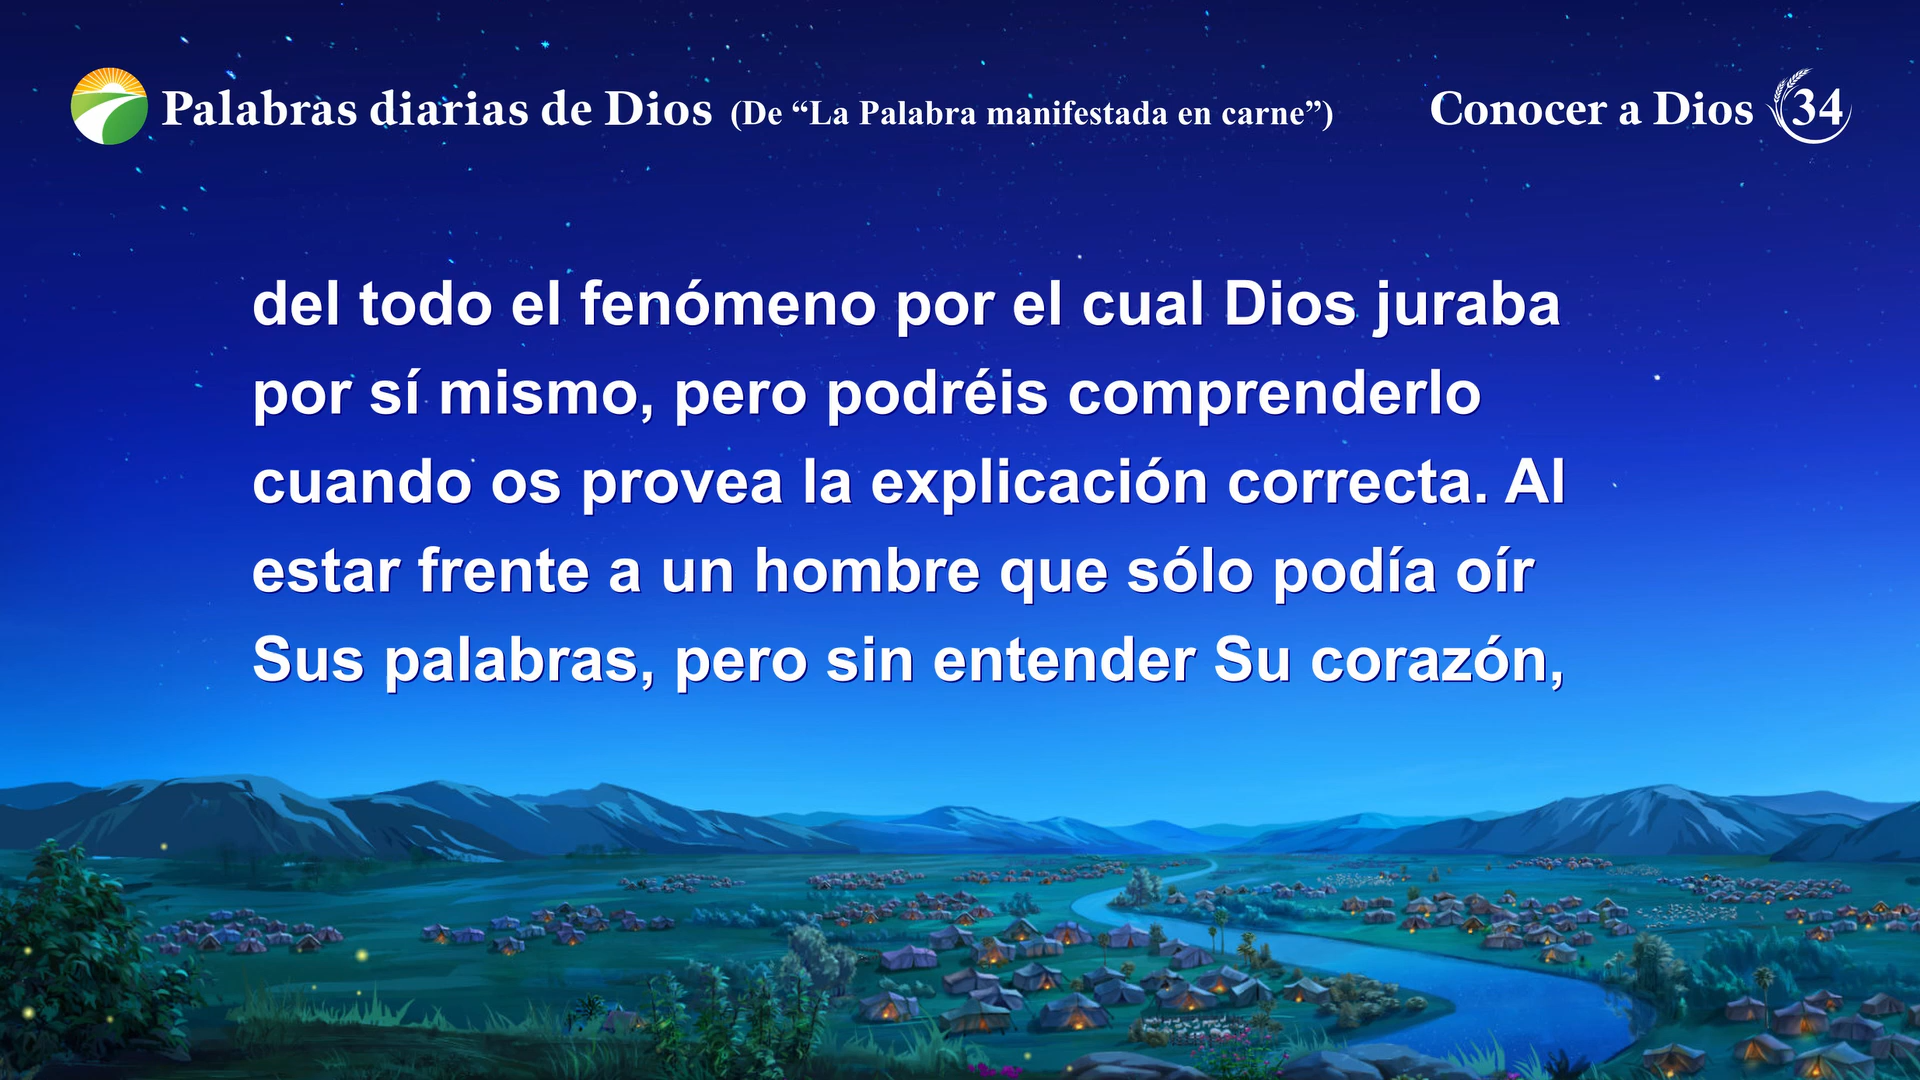 Palabras diarias de Dios (De “La Palabra manifestada en carne”) Conocer a Dios 34
del todo el fenómeno por el cual Dios juraba
por sí mismo, pero podréis comprenderlo
cuando os provea la explicación correcta. Al
estar frente a un hombre que sólo podía oír
Sus palabras, pero sin entender Su corazón,